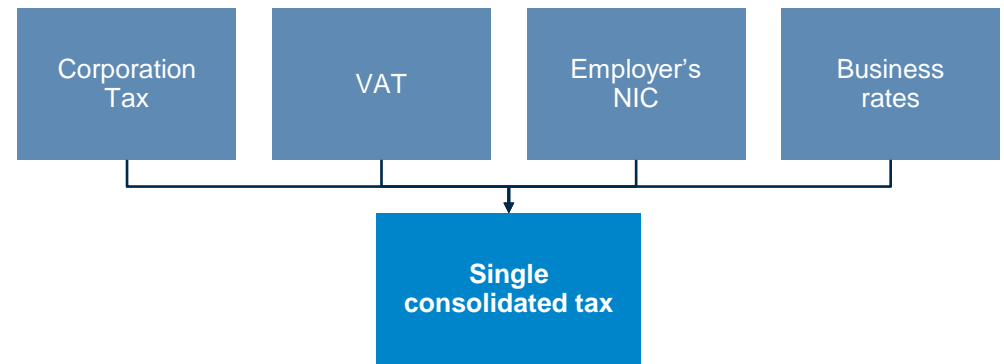 Corporation
Tax
VAT
Employer’s
NIC
Business
rates
Single
consolidated tax